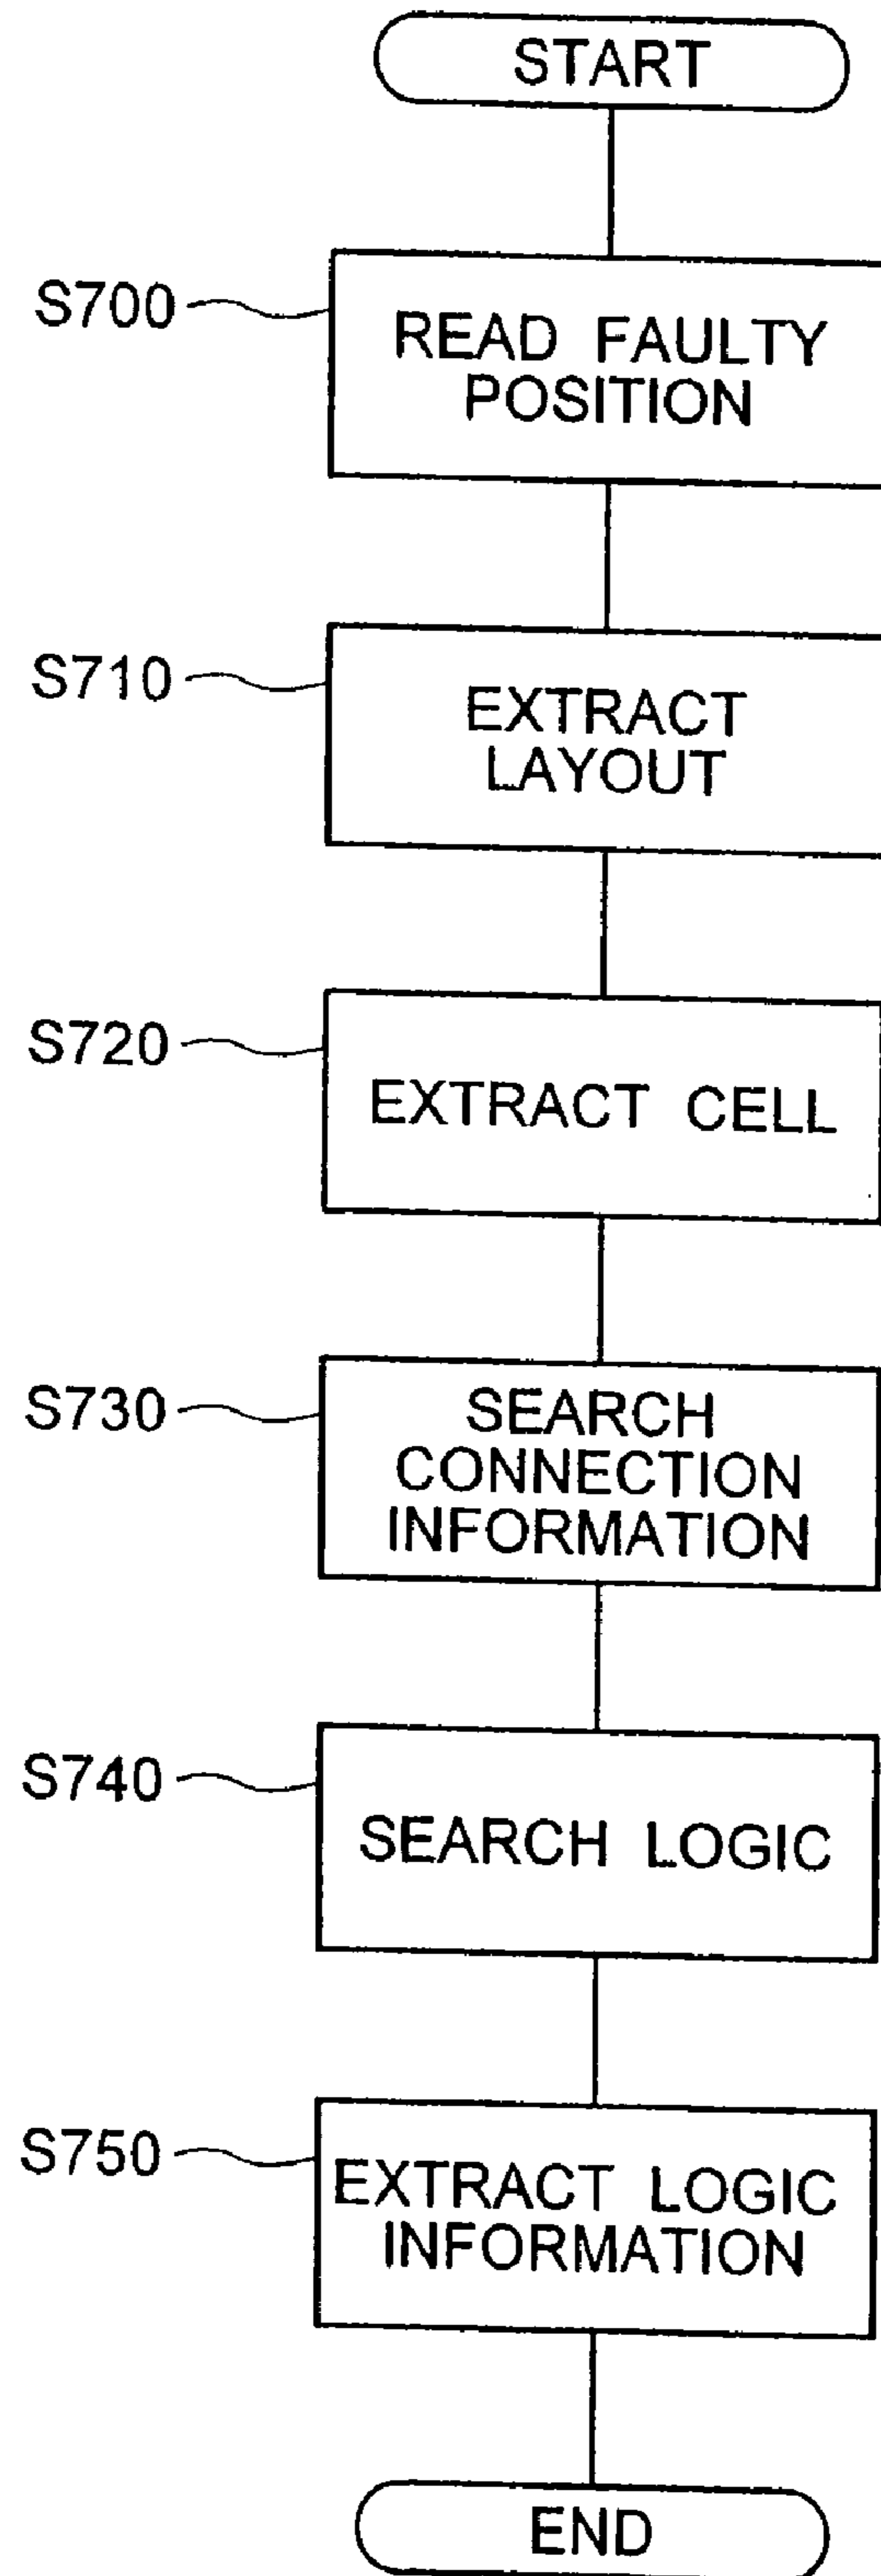 START
S700
READ FAULTY
POSITION
S710
EXTRACT
LAYOUT
S720
EXTRACT CELL
S730
SEARCH
CONNECTION
INFORMATION
S740
SEARCH LOGIC
S750
EXTRACT LOGIC
INFORMATION
END